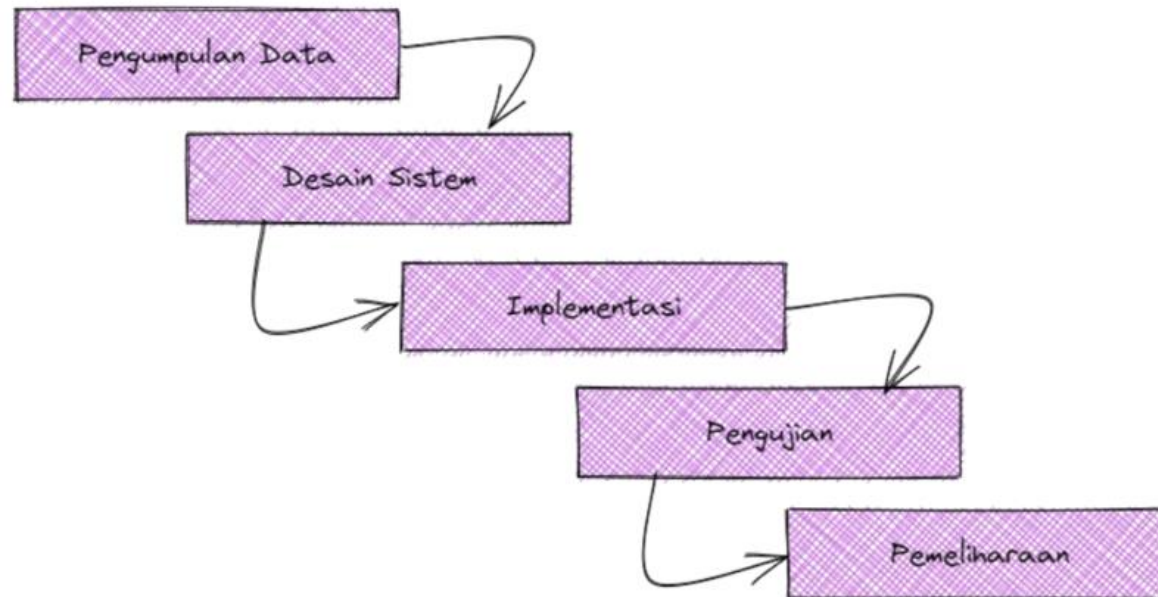 Pengumpulan Data
Desain Sistem
Implementasi
Pengujian
Pemeliharaan